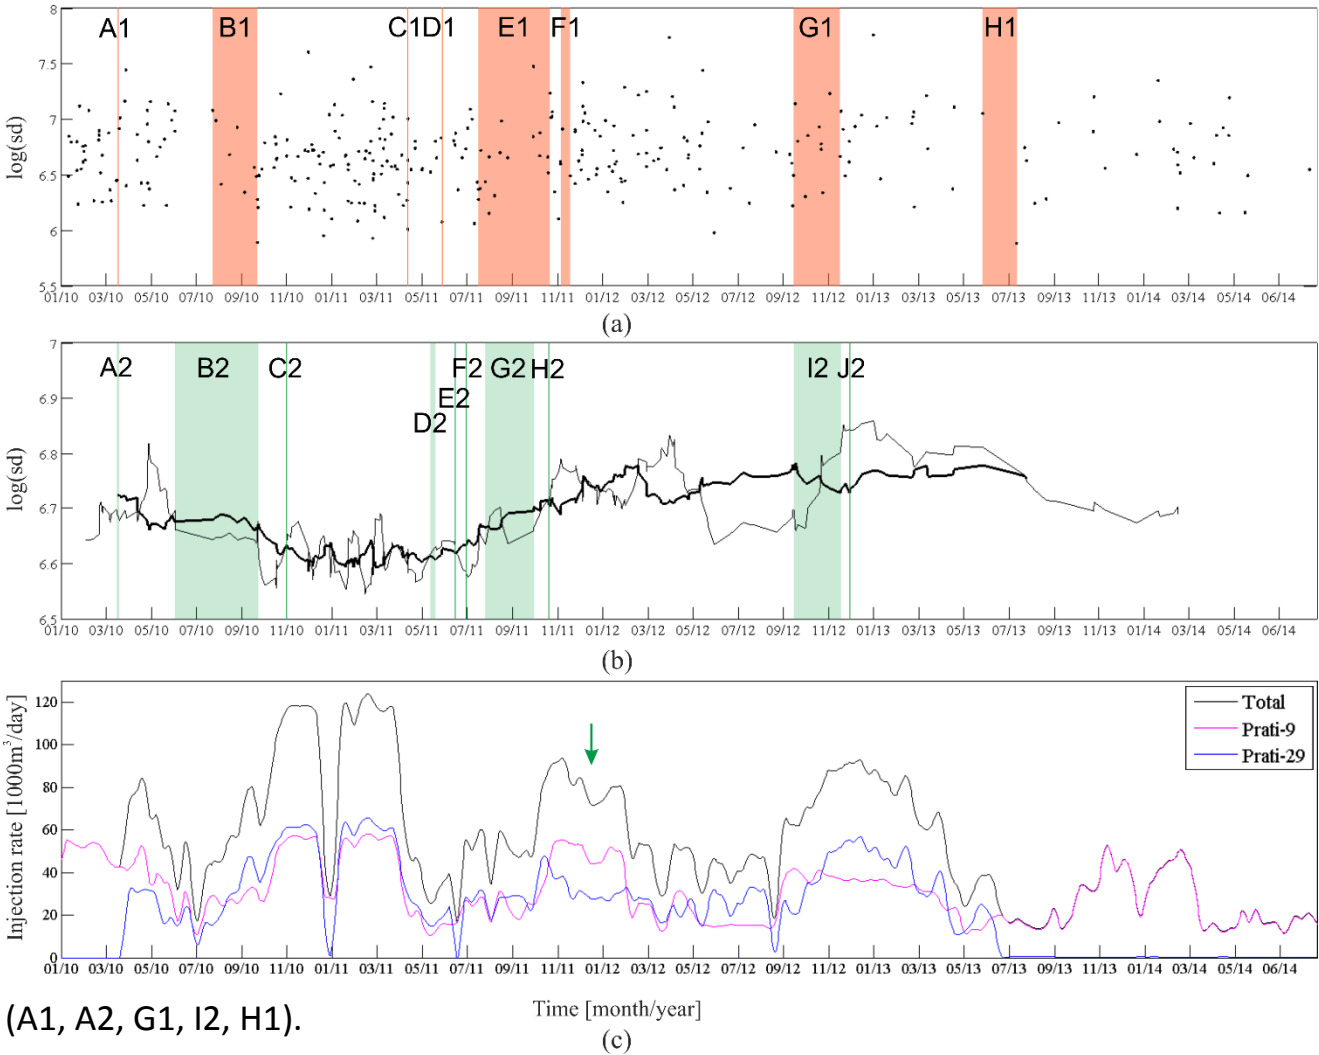 8
7.5
7
6.5
6
5.5
log(sd)
A1 B1 C1 D1 E1 F1 G1 H1
01/10 03/10 05/10 07/10 09/10 10/10 01/11 03/11 05/11 07/11 09/11 11/11 01/12 03/12 05/12 07/12 09/12 11/12 01/13 03/13 05/13 07/13 09/13 11/13 01/14 03/14 05/14 06/14
(a)
7
6.9
6.8
6.7
6.6
6.5
log(sd)
A2 B2 C2 D2 E2 F2 G2 H2 I2 J2
01/10 03/10 05/10 07/10 09/10 10/10 01/11 03/11 05/11 07/11 09/11 11/11 01/12 03/12 05/12 07/12 09/12 11/12 01/13 03/13 05/13 07/13 09/13 11/13 01/14 03/14 05/14 06/14
(b)
120
100
80
60
40
20
0
Injection rate [1000m³/day]
Total
Prati-9
Prati-29
01/10 03/10 05/10 07/10 09/10 10/10 01/11 03/11 05/11 07/11 09/11 11/11 01/12 03/12 05/12 07/12 09/12 11/12 01/13 03/13 05/13 07/13 09/13 11/13 01/14 03/14 05/14 06/14
Time [month/year]
(A1, A2, G1, I2, H1).
(c)